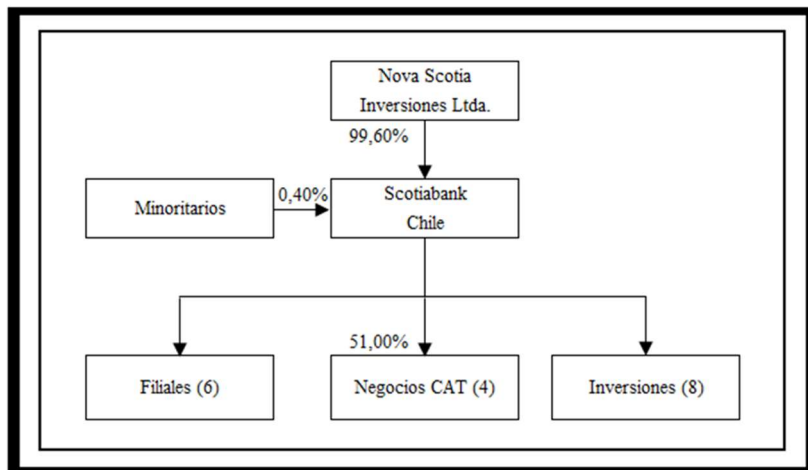 Nova Scotia
Inversiones Ltda.
99,60%
Minoritarios
0,40%
Scotiabank
Chile
51,00%
Filiales (6)
Negocios CAT (4)
Inversiones (8)